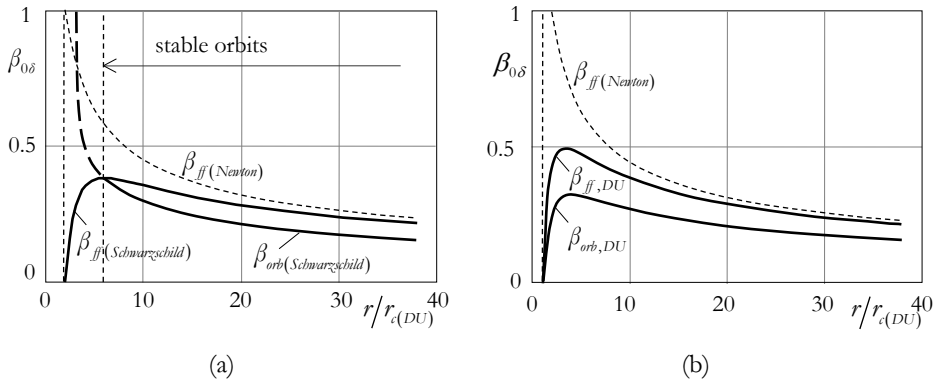 1
β0δ
0.5
0
stable orbits
βff(Newton)
βff(Schwarzschild)
βorb(Schwarzschild)
0 10 20 30 40
r/rc(DU)
(a)
1
β0δ
0.5
0
βff(Newton)
βff,DU
βorb,DU
0 10 20 30 40
r/rc(DU)
(b)